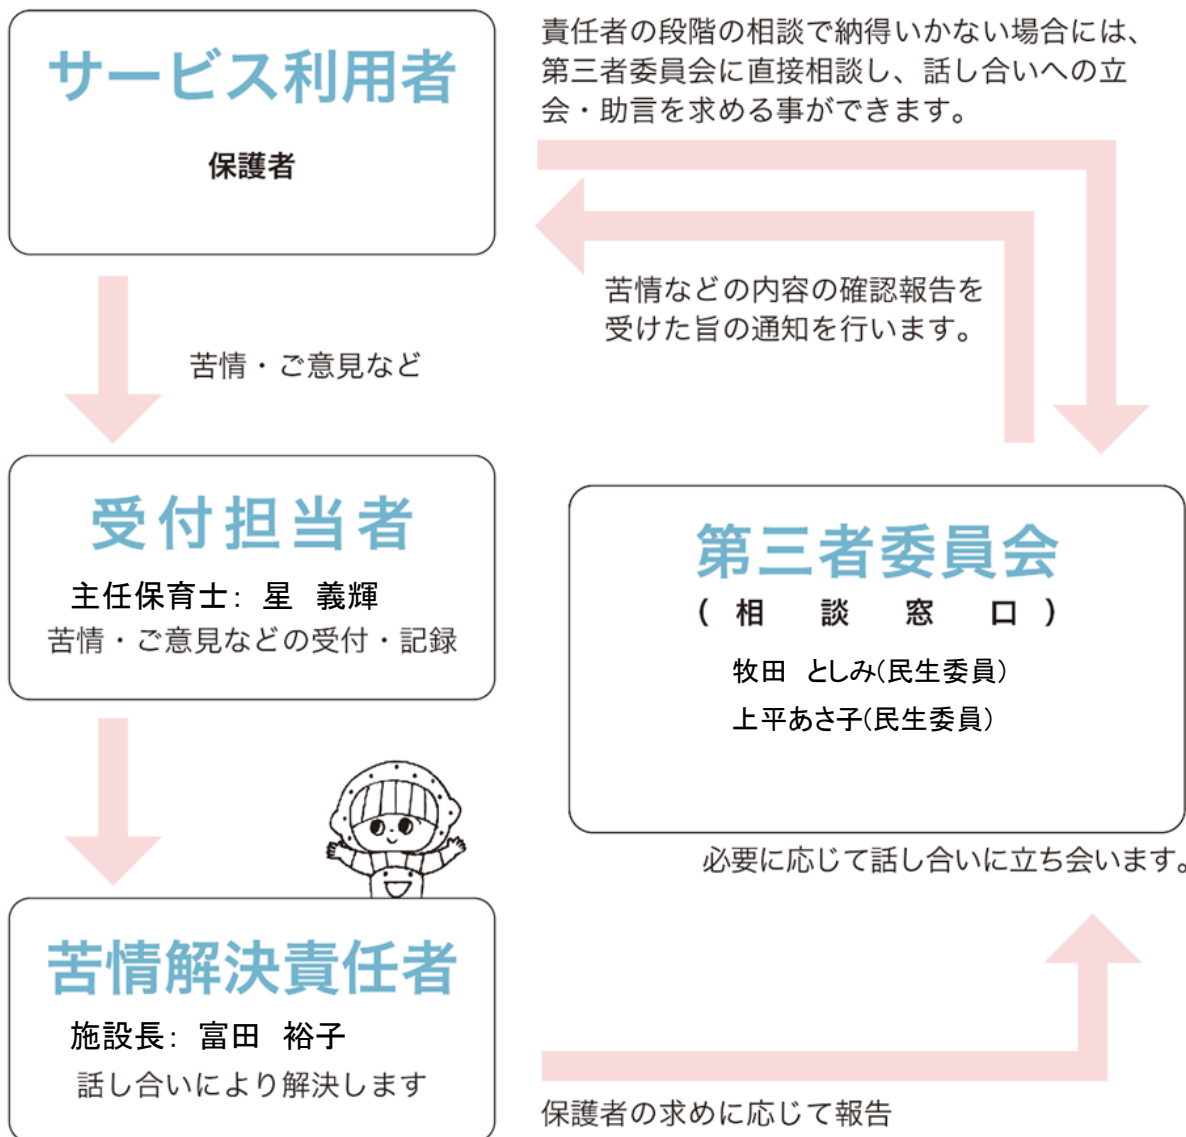 サービス利用者
保護者
責任者の段階の相談で納得いかない場合には、
第三者委員会に直接相談し、話し合いへの立
会・助言を求める事ができます。
苦情などの内容の確認報告を
受けた旨の通知を行います。
苦情・ご意見など
受付担当者
主任保育士： 星　義輝
苦情・ご意見などの受付・記録
第三者委員会
(相談窓口)
牧田　としみ(民生委員)
上平あさ子(民生委員)
必要に応じて話し合いに立ち会います。
苦情解決責任者
施設長： 富田　裕子
話し合いにより解決します
保護者の求めに応じて報告